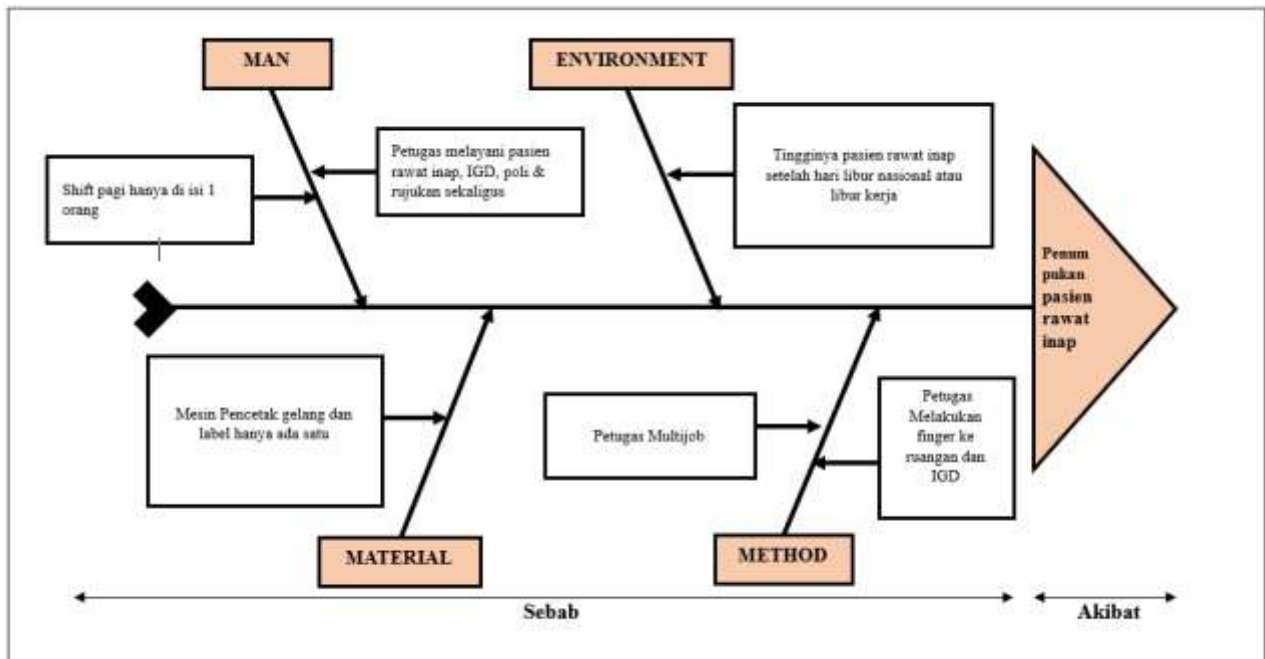 MAN
ENVIRONMENT
Shift pagi hanya di isi 1
orang
Petugas melayani pasien
rawat inap, IGD, poli &
rujukan sekaligus
Tingginya pasien rawat inap
setelah hari libur nasional atau
libur kerja
Penum
pukan
pasien
rawat
inap
Mesin Pencetak gelang dan
label hanya ada satu
Petugas Multijob
Petugas
Melakukan
finger ke
ruangan dan
IGD
MATERIAL
METHOD
Sebab
Akibat